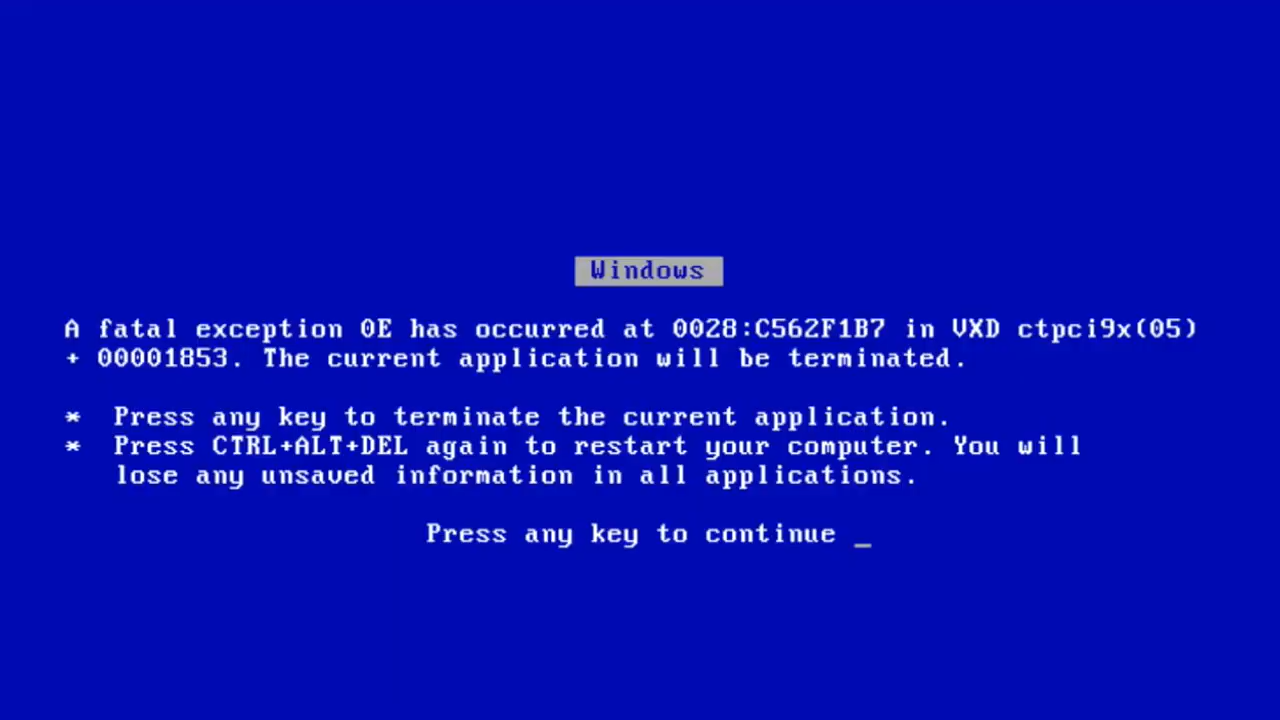 Windows
A fatal exception 0E has occurred at 0028:C562F1B7 in VXD ctpci9x(05)
+ 00001853. The current application will be terminated.
* Press any key to terminate the current application.
* Press CTRL+ALT+DEL again to restart your computer. You will
lose any unsaved information in all applications.
Press any key to continue _